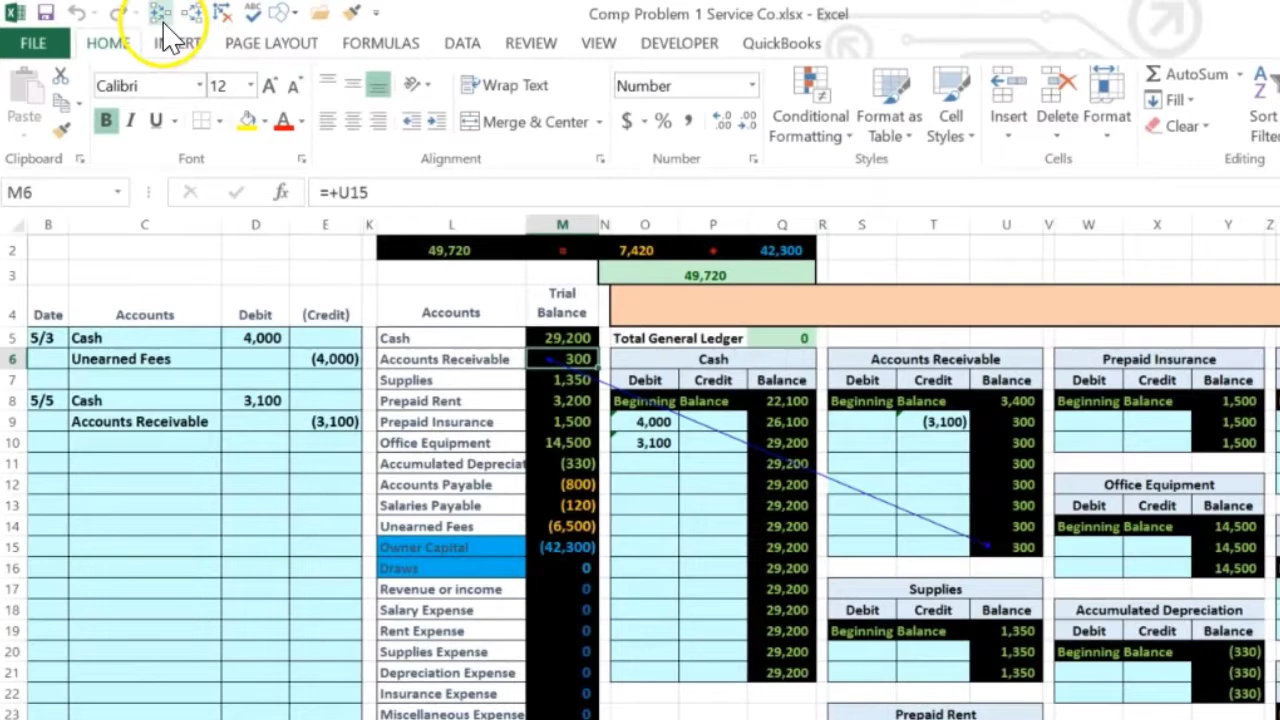 Comp Problem 1 Service Co.xlsx - Excel
FILE HOME INSERT PAGE LAYOUT FORMULAS DATA REVIEW VIEW DEVELOPER QuickBooks
Calibri 12 Wrap Text Number AutoSum
Paste B I U Merge & Center $ % Conditional Formatting Format as Table Cell Styles Insert Delete Format Fill Clear Sort
Clipboard Font Alignment Number Styles Cells Editing
M6 fx =+U15
B C D E K L M N O P Q R S T U V W X Y Z
2 49,720 = 7,420 + 42,300
3 49,720
4 Date Accounts Debit (Credit) Accounts Trial Balance
5 5/3 Cash 4,000 Cash 29,200 Total General Ledger 0
6 Unearned Fees (4,000) Accounts Receivable 300 Cash Accounts Receivable Prepaid Insurance
7 Supplies 1,350 Debit Credit Balance Debit Credit Balance Debit Credit Balance
8 5/5 Cash 3,100 Prepaid Rent 3,200 Beginning Balance 22,100 Beginning Balance 3,400 Beginning Balance 1,500
9 Accounts Receivable (3,100) Prepaid Insurance 1,500 4,000 26,100 (3,100) 300 1,500
10 Office Equipment 14,500 3,100 29,200 300 1,500
11 Accumulated Depreciat (330) 29,200 300
12 Accounts Payable (800) 29,200 300 Office Equipment
13 Salaries Payable (120) 29,200 300 Debit Credit Balance
14 Unearned Fees (6,500) 29,200 300 Beginning Balance 14,500
15 Owner Capital (42,300) 29,200 300 14,500
16 Draws 0 29,200 14,500
17 Revenue or income 0 29,200 Supplies
18 Salary Expense 0 29,200 Debit Credit Balance Accumulated Depreciation
19 Rent Expense 0 29,200 Beginning Balance 1,350 Debit Credit Balance
20 Supplies Expense 0 29,200 1,350 Beginning Balance (330)
21 Depreciation Expense 0 29,200 1,350 (330)
22 Insurance Expense 0 (330)
23 Miscellaneous Expense 0 Prepaid Rent